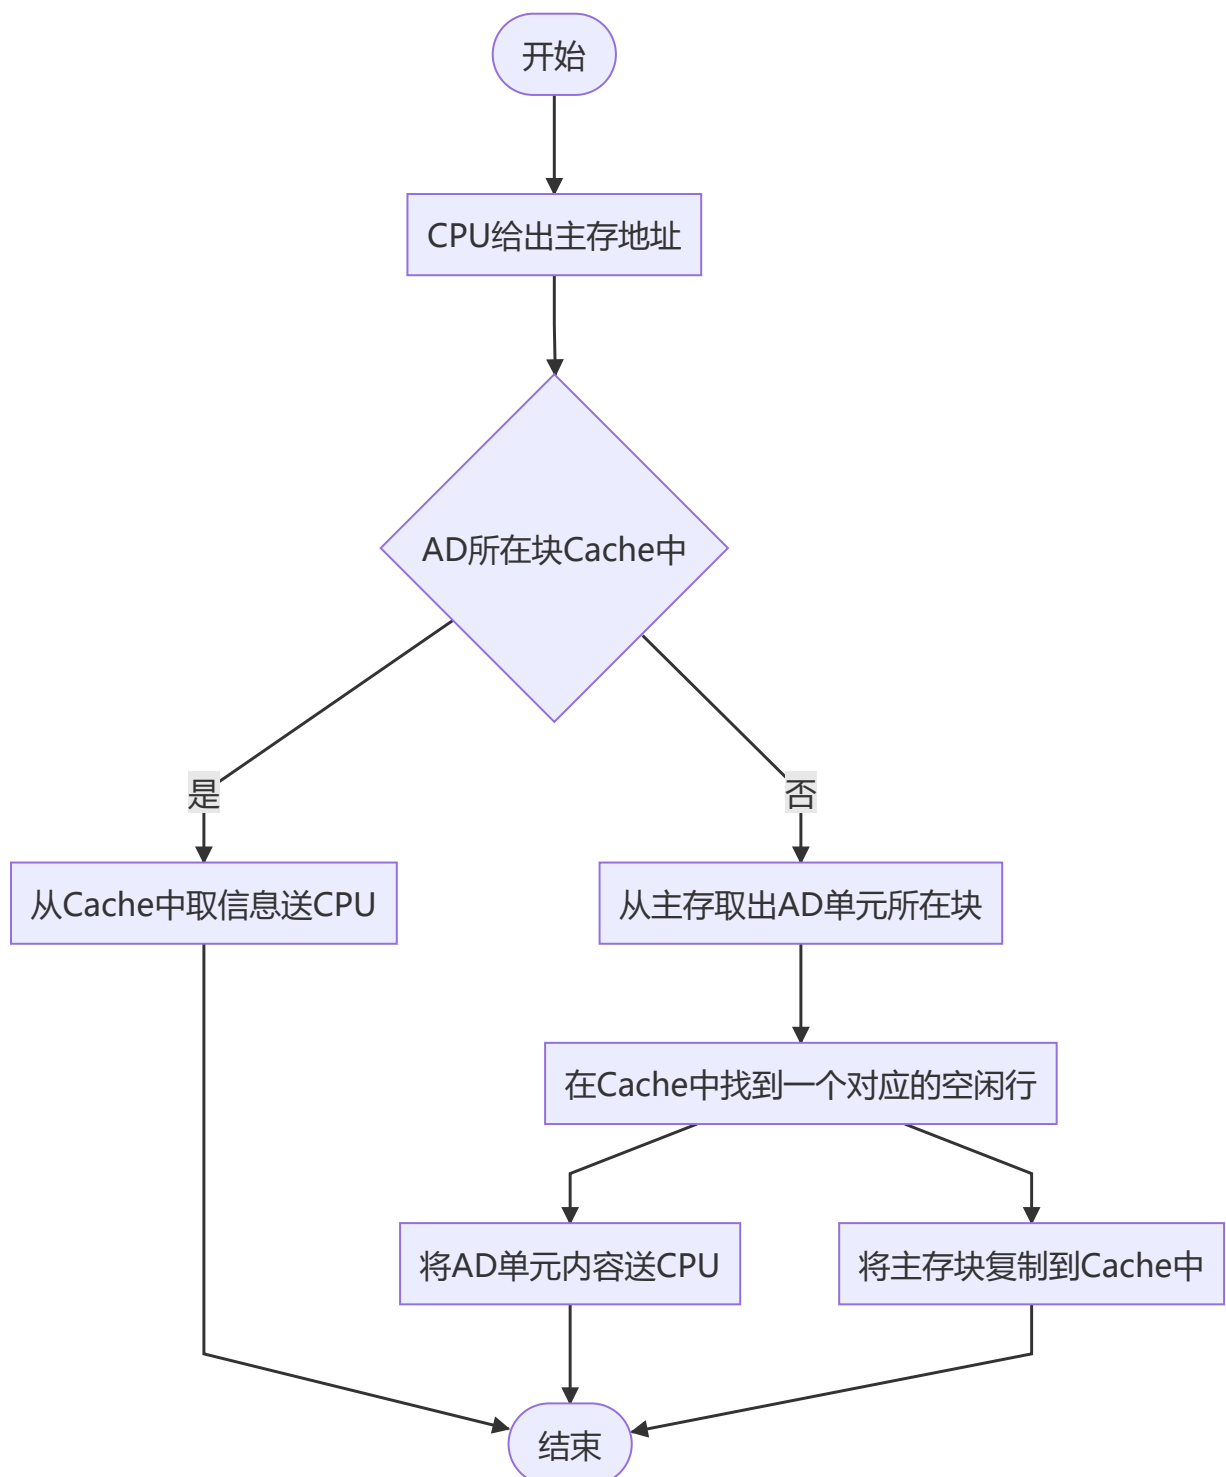 开始
CPU给出主存地址
AD所在块Cache中
是
否
从Cache中取信息送CPU
从主存取出AD单元所在块
在Cache中找到一个对应的空闲行
将AD单元内容送CPU
将主存块复制到Cache中
结束